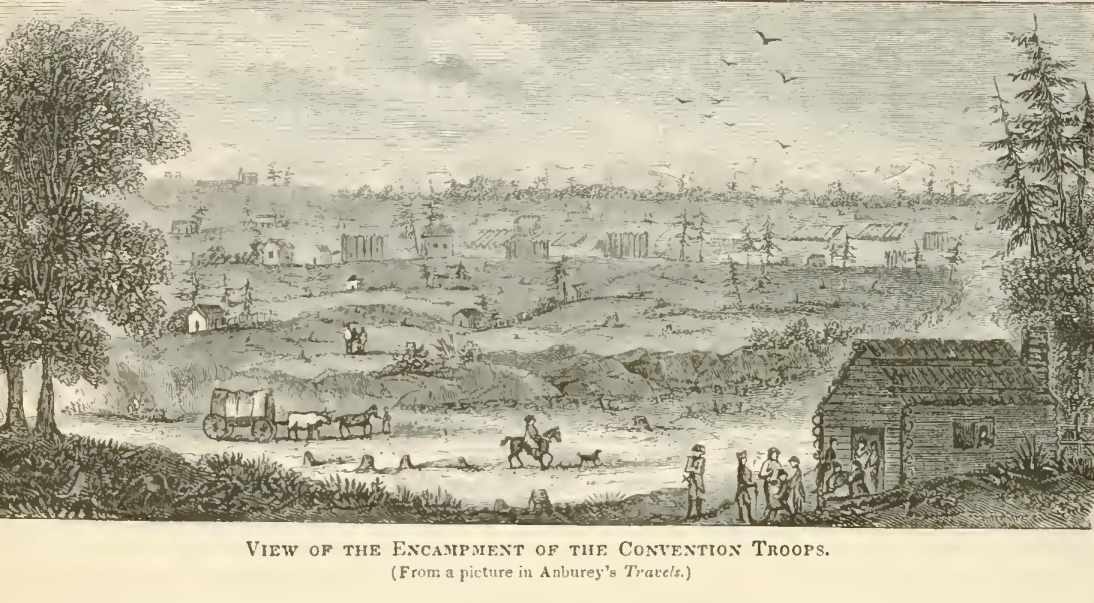 VIEW OF THE ENCAMPMENT OF THE CONVENTION TROOPS.
(From a picture in Anburey's Travels.)